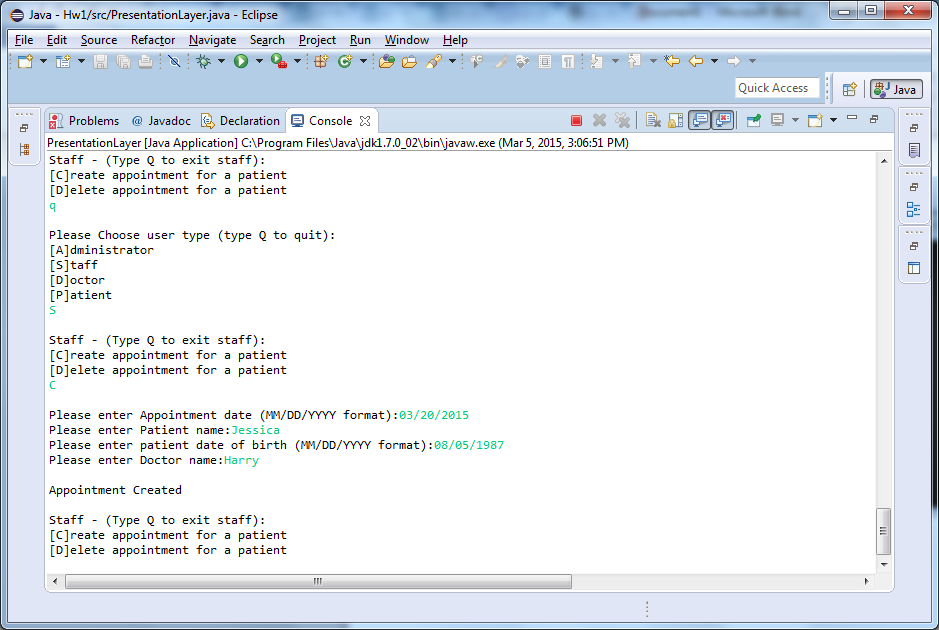 Java - Hw1/src/PresentationLayer.java - Eclipse
File Edit Source Refactor Navigate Search Project Run Window Help
Quick Access
Java
Problems @ Javadoc Declaration Console
PresentationLayer [Java Application] C:\Program Files\Java\jdk1.7.0_02\bin\javaw.exe (Mar 5, 2015, 3:06:51 PM)
Staff - (Type Q to exit staff):
[C]reate appointment for a patient
[D]elete appointment for a patient
q
Please Choose user type (type Q to quit):
[A]dministrator
[S]taff
[D]octor
[P]atient
S
Staff - (Type Q to exit staff):
[C]reate appointment for a patient
[D]elete appointment for a patient
C
Please enter Appointment date (MM/DD/YYYY format):03/20/2015
Please enter Patient name:Jessica
Please enter patient date of birth (MM/DD/YYYY format):08/05/1987
Please enter Doctor name:Harry
Appointment Created
Staff - (Type Q to exit staff):
[C]reate appointment for a patient
[D]elete appointment for a patient